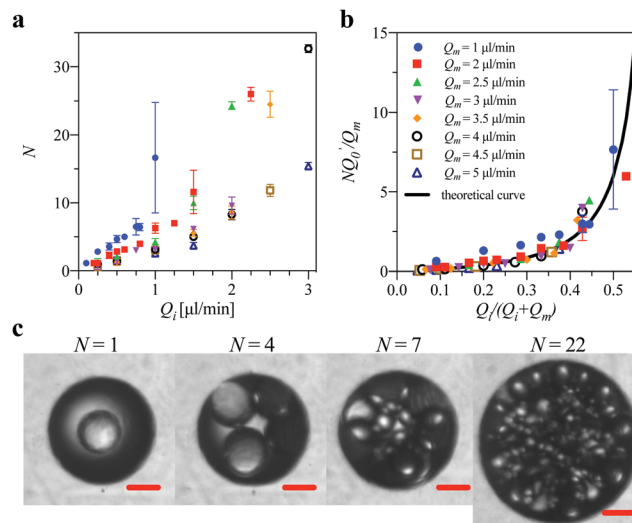 a
N
30
20
10
0
0
1
2
3
Q_i [μl/min]
b
NQ_0'/Q_m
15
10
5
0
0.0
0.1
0.2
0.3
0.4
0.5
Q_i/(Q_i+Q_m)
Q_m = 1 μl/min
Q_m = 2 μl/min
Q_m = 2.5 μl/min
Q_m = 3 μl/min
Q_m = 3.5 μl/min
Q_m = 4 μl/min
Q_m = 4.5 μl/min
Q_m = 5 μl/min
theoretical curve
c
N = 1
N = 4
N = 7
N = 22